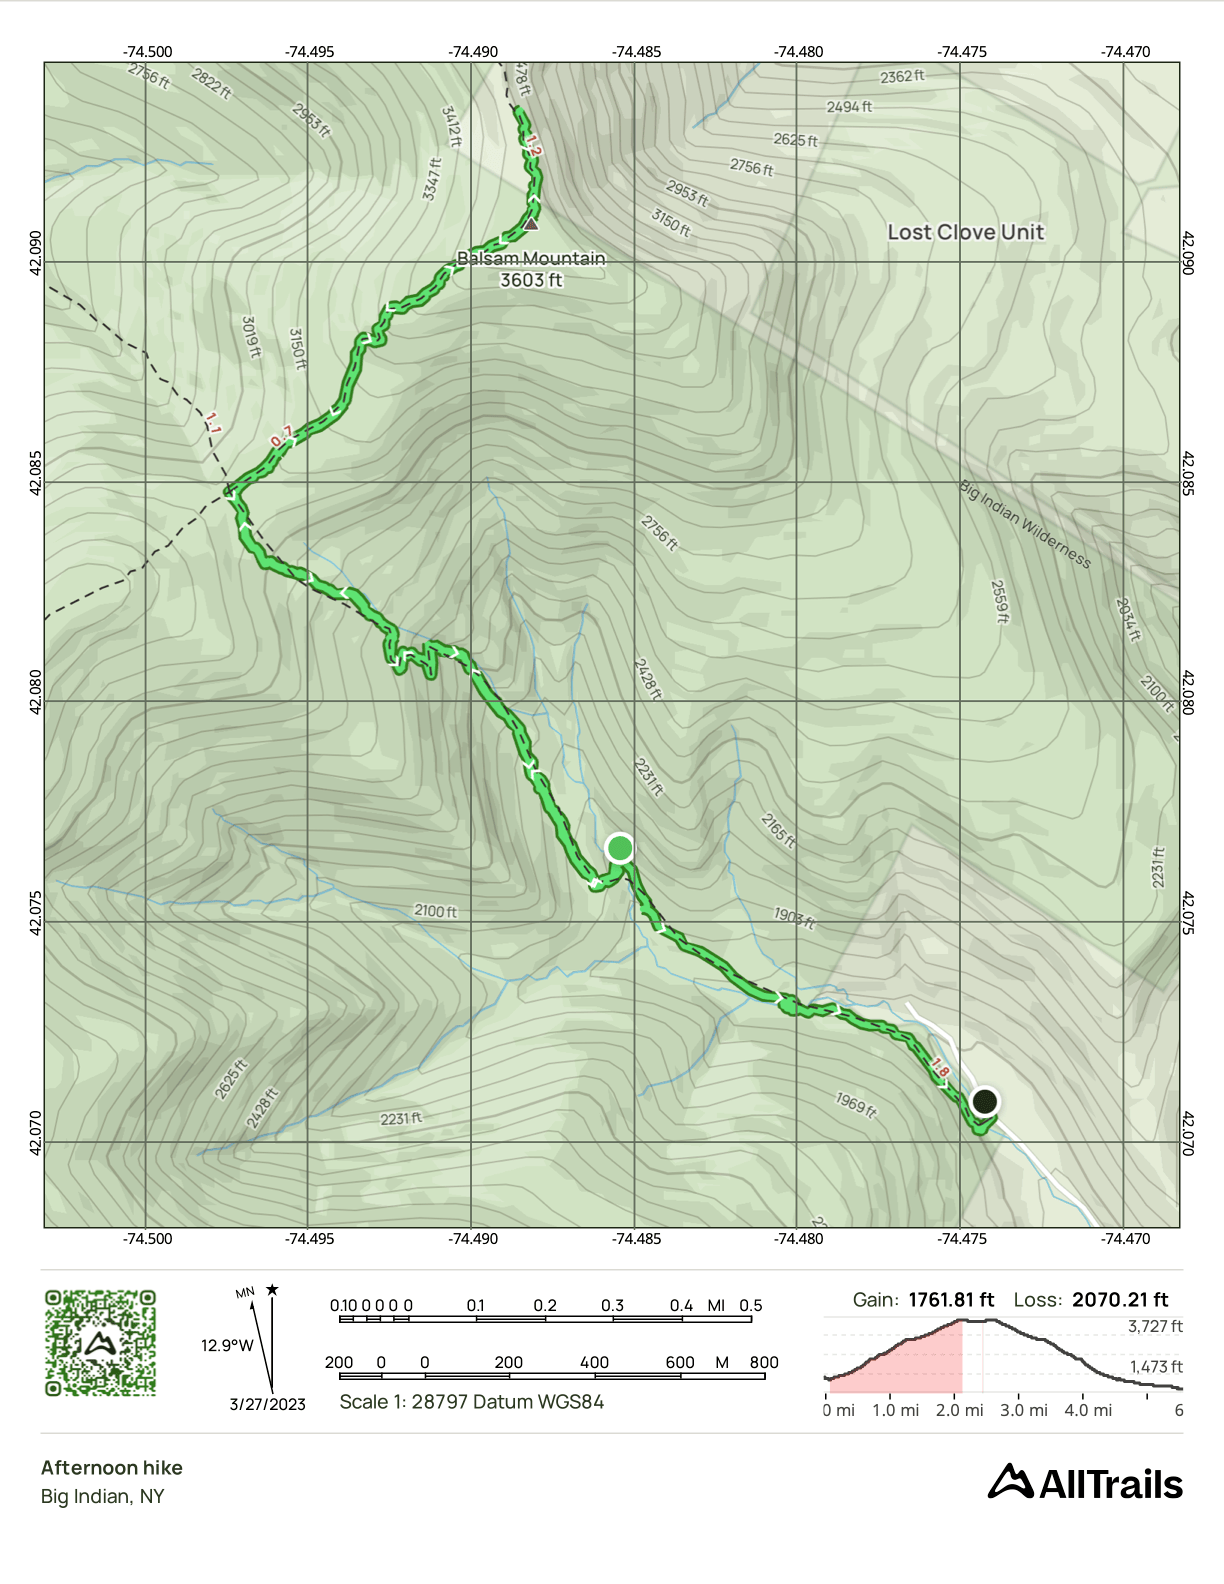 -74.500 -74.495 -74.490 -74.485 -74.480 -74.475 -74.470
2756 ft
2822 ft
2953 ft
3412 ft
3347 ft
478 ft
2362 ft
2494 ft
2625 ft
2756 ft
2953 ft
3150 ft
1.2
Lost Clove Unit
42.090
42.090
Balsam Mountain
3603 ft
3019 ft
3150 ft
1.1
0.7
42.085
42.085
Big Indian Wilderness
2756 ft
2559 ft
2034 ft
2100 ft
2428 ft
42.080
42.080
2231 ft
2165 ft
2231 ft
2100 ft
1903 ft
42.075
42.075
2625 ft
2428 ft
2231 ft
1969 ft
1.8
42.070
42.070
-74.500 -74.495 -74.490 -74.485 -74.480 -74.475 -74.470
MN
12.9°W
3/27/2023
0.10 0 0 0 0 0.1 0.2 0.3 0.4 MI 0.5
200 0 0 200 400 600 M 800
Scale 1: 28797 Datum WGS84
Gain: 1761.81 ft Loss: 2070.21 ft
3,727 ft
1,473 ft
0 mi 1.0 mi 2.0 mi 3.0 mi 4.0 mi 6
Afternoon hike
Big Indian, NY
AllTrails